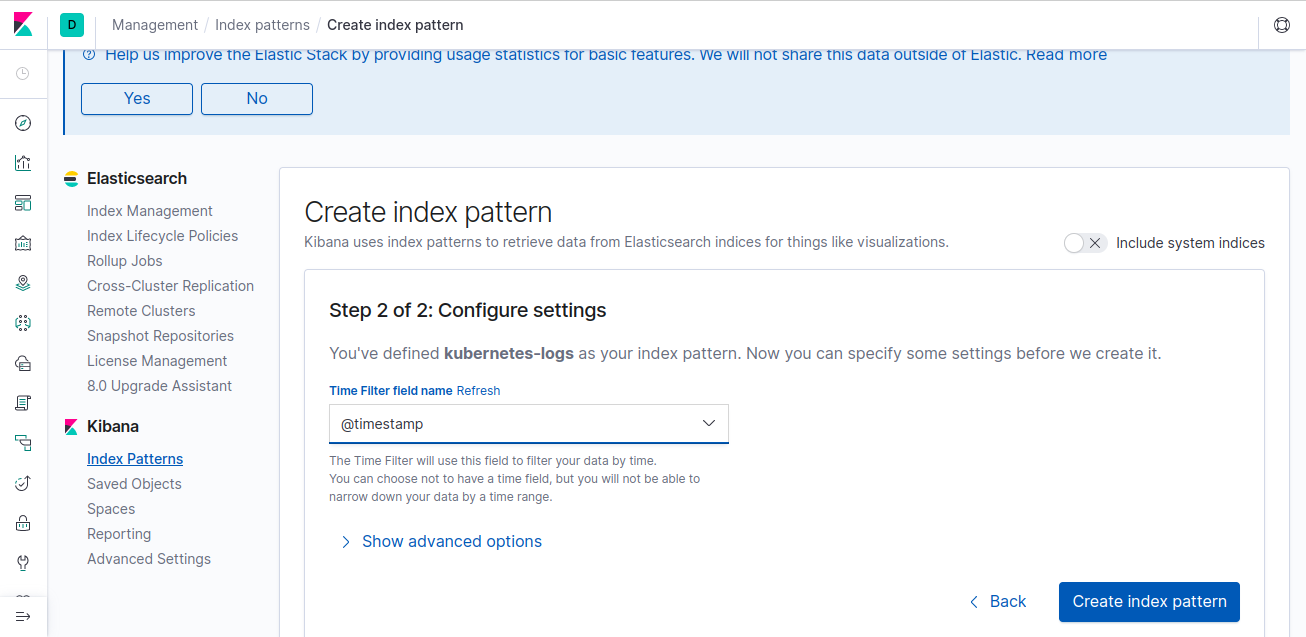 D Management / Index patterns / Create index pattern
Help us improve the Elastic Stack by providing usage statistics for basic features. We will not share this data outside of Elastic. Read more
Yes No
Elasticsearch
Index Management
Index Lifecycle Policies
Rollup Jobs
Cross-Cluster Replication
Remote Clusters
Snapshot Repositories
License Management
8.0 Upgrade Assistant
Kibana
Index Patterns
Saved Objects
Spaces
Reporting
Advanced Settings
Create index pattern
Kibana uses index patterns to retrieve data from Elasticsearch indices for things like visualizations.
Include system indices
Step 2 of 2: Configure settings
You've defined kubernetes-logs as your index pattern. Now you can specify some settings before we create it.
Time Filter field name Refresh
@timestamp
The Time Filter will use this field to filter your data by time.
You can choose not to have a time field, but you will not be able to
narrow down your data by a time range.
Show advanced options
Back Create index pattern